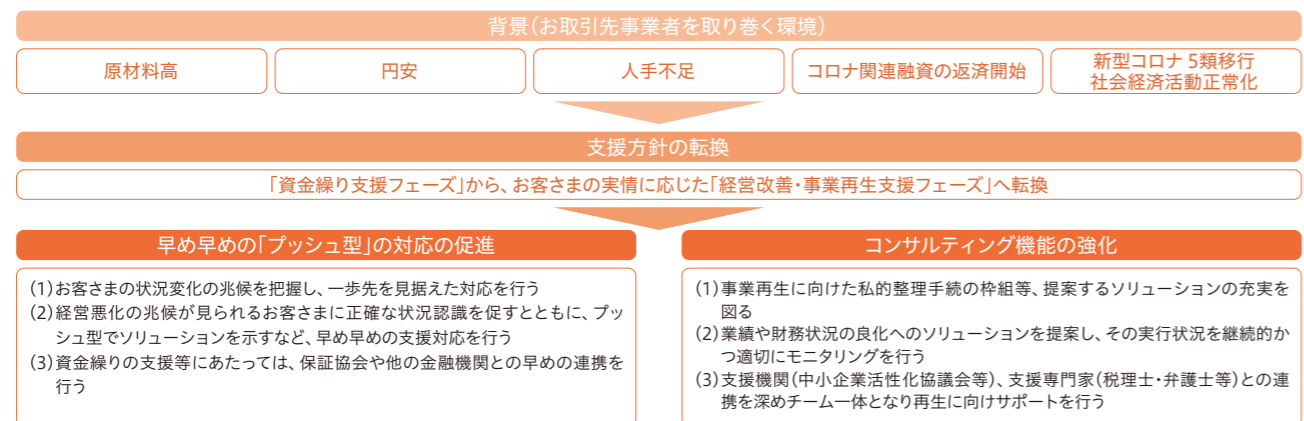 背景(お取引先事業者を取り巻く環境)
原材料高
円安
人手不足
コロナ関連融資の返済開始
新型コロナ 5類移行
社会経済活動正常化
支援方針の転換
「資金繰り支援フェーズ」から、お客さまの実情に応じた「経営改善・事業再生支援フェーズ」へ転換
早め早めの「プッシュ型」の対応の促進
(1)お客さまの状況変化の兆候を把握し、一歩先を見据えた対応を行う
(2)経営悪化の兆候が見られるお客さまに正確な状況認識を促すとともに、プッ
シュ型でソリューションを示すなど、早め早めの支援対応を行う
(3)資金繰りの支援等にあたっては、保証協会や他の金融機関との早めの連携を
行う
コンサルティング機能の強化
(1)事業再生に向けた私的整理手続の枠組等、提案するソリューションの充実を
図る
(2)業績や財務状況の良化へのソリューションを提案し、その実行状況を継続的か
つ適切にモニタリングを行う
(3)支援機関(中小企業活性化協議会等)、支援専門家(税理士・弁護士等)との連
携を深めチーム一体となり再生に向けサポートを行う